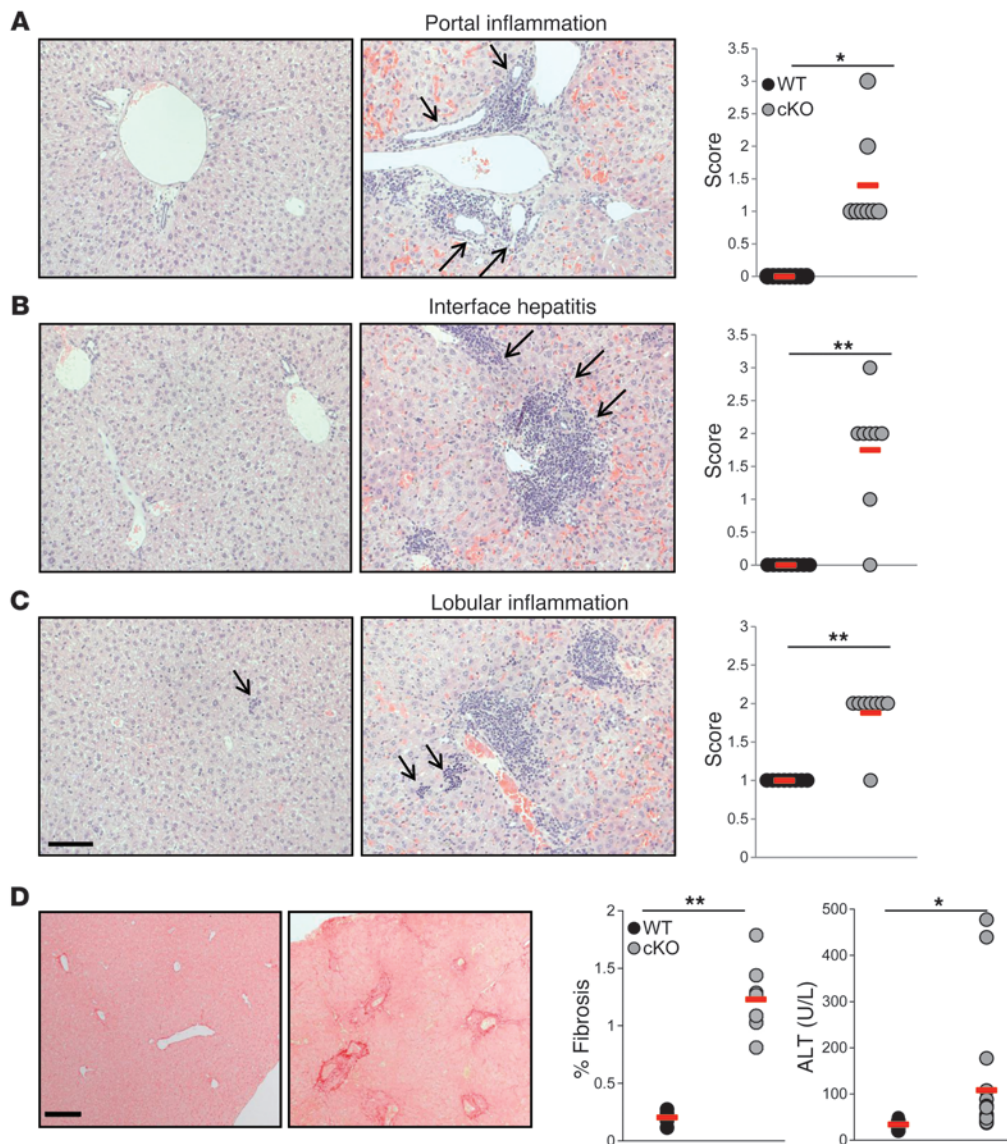 A
Portal inflammation
3.5
3
2.5
2
1.5
1
0.5
0
Score
*
WT
cKO
B
Interface hepatitis
3.5
3
2.5
2
1.5
1
0.5
0
Score
**
C
Lobular inflammation
3
2.5
2
1.5
1
0.5
0
Score
**
D
2
1.5
1
0.5
0
% Fibrosis
**
WT
cKO
500
400
300
200
100
0
ALT (U/L)
*